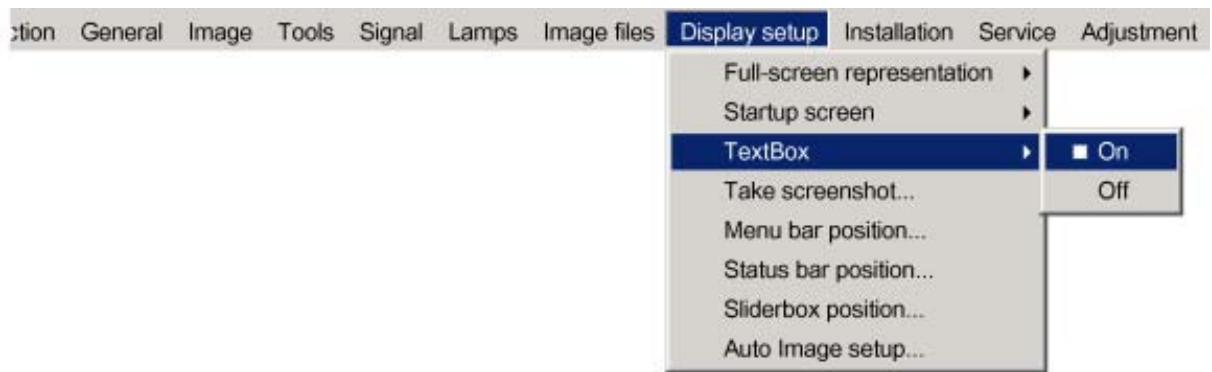 ction General Image Tools Signal Lamps Image files Display setup Installation Service Adjustment
Full-screen representation
Startup screen
TextBox
On
Take screenshot...
Off
Menu bar position...
Status bar position...
Sliderbox position...
Auto Image setup...